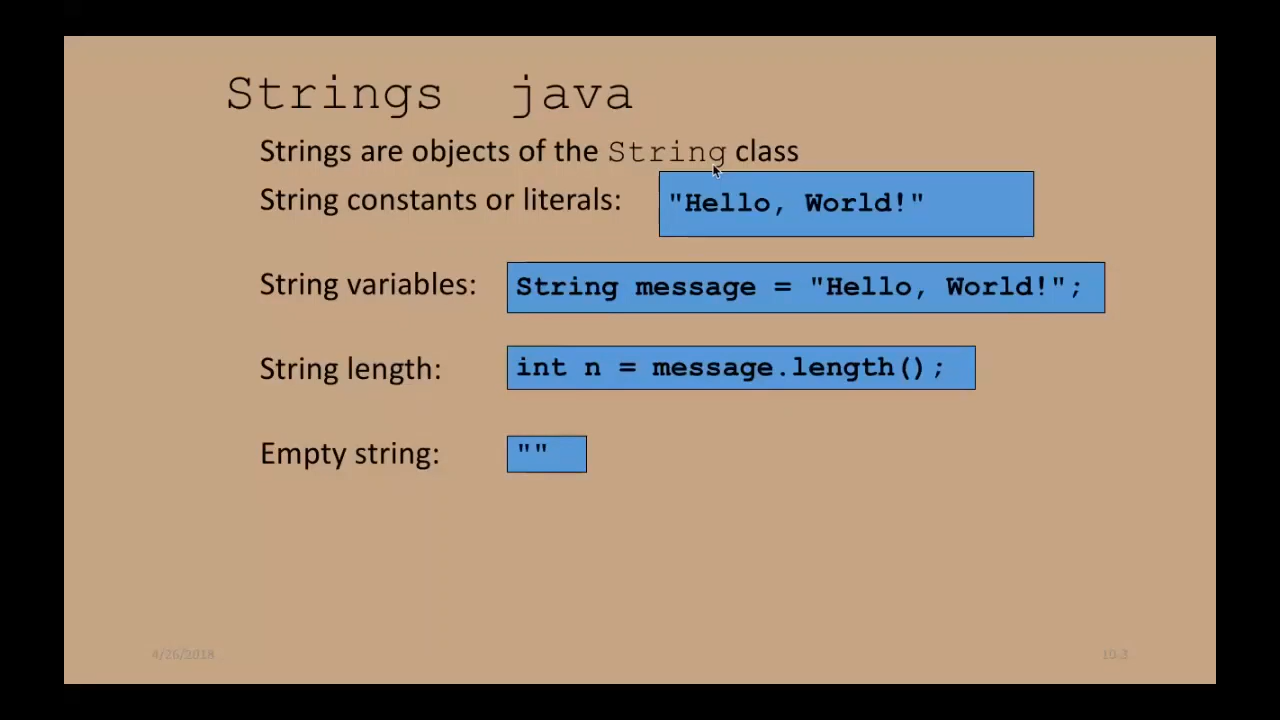 Strings java
Strings are objects of the String class
String constants or literals: "Hello, World!"
String variables: String message = "Hello, World!";
String length: int n = message.length();
Empty string: ""
4/26/2018 10-3